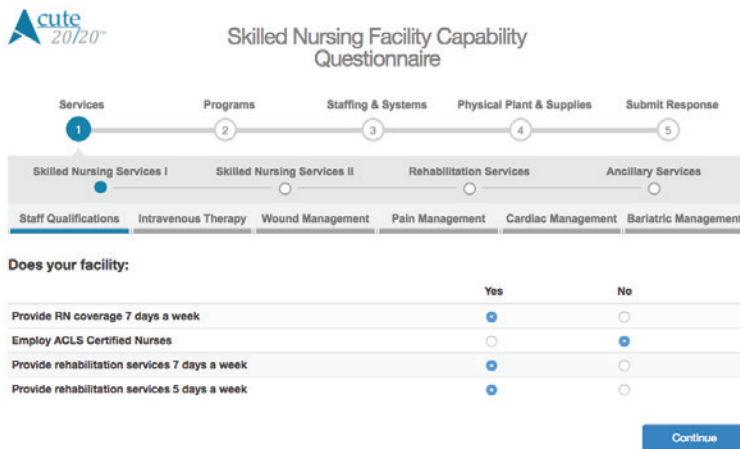 Acute
20/20™
Skilled Nursing Facility Capability
Questionnaire
Services Programs Staffing & Systems Physical Plant & Supplies Submit Response
1 2 3 4 5
Skilled Nursing Services I Skilled Nursing Services II Rehabilitation Services Ancillary Services
Staff Qualifications Intravenous Therapy Wound Management Pain Management Cardiac Management Bariatric Management
Does your facility:
Yes No
Provide RN coverage 7 days a week
Employ ACLS Certified Nurses
Provide rehabilitation services 7 days a week
Provide rehabilitation services 5 days a week
Continue